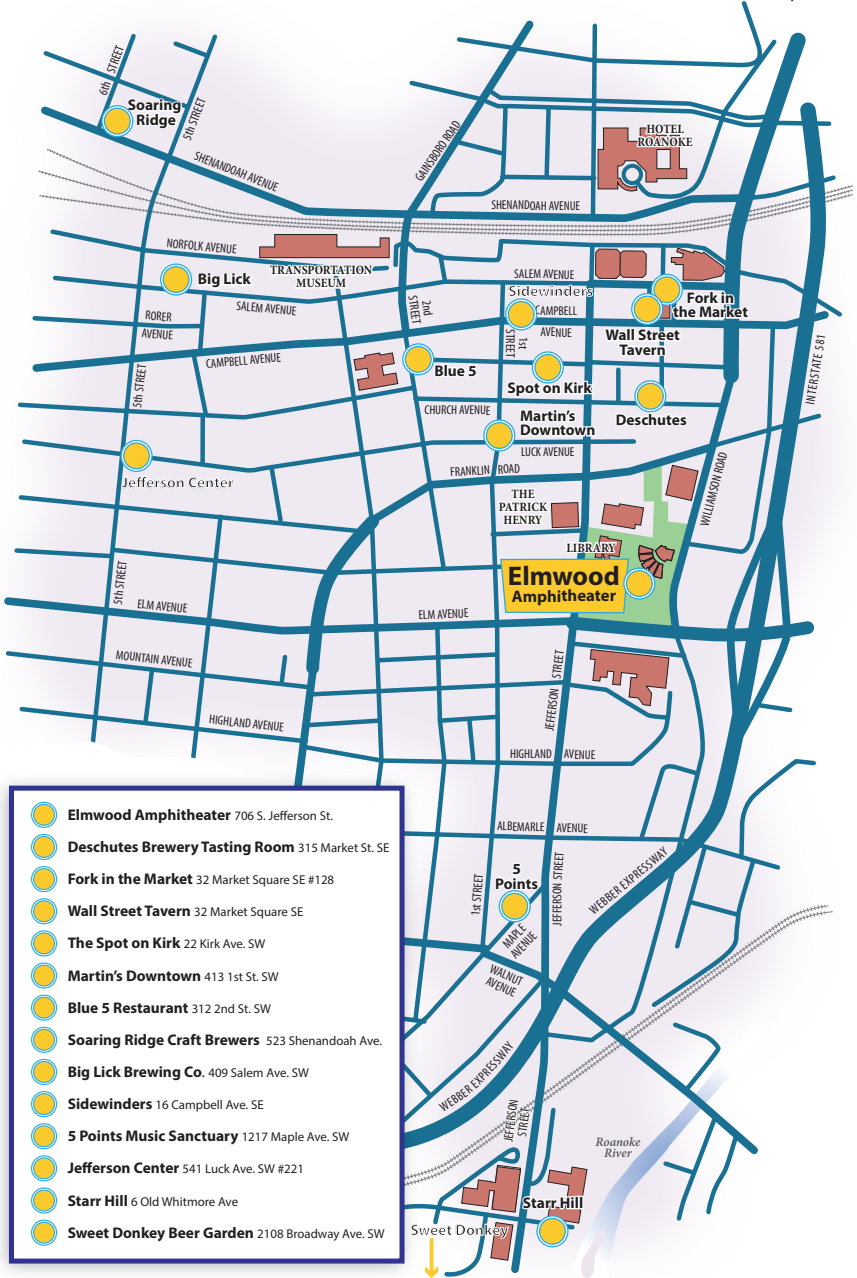 6th STREET
Soaring
Ridge
5th STREET
SHENANDOAH AVENUE
GAINSBORO ROAD
HOTEL
ROANOKE
SHENANDOAH AVENUE
NORFOLK AVENUE
TRANSPORTATION
MUSEUM
Big Lick
SALEM AVENUE
SALEM AVENUE
Sidewinders
RORER
AVENUE
2nd
STREET
CAMPBELL
AVENUE
1st
STREET
Fork in
the Market
Wall Street
Tavern
INTERSTATE 581
CAMPBELL AVENUE
Blue 5
Spot on Kirk
5th STREET
CHURCH AVENUE
Martin's
Downtown
Deschutes
LUCK AVENUE
Jefferson Center
FRANKLIN ROAD
WILLIAMSON ROAD
THE
PATRICK
HENRY
LIBRARY
Elmwood
Amphitheater
5th STREET
ELM AVENUE
ELM AVENUE
MOUNTAIN AVENUE
JEFFERSON STREET
HIGHLAND AVENUE
HIGHLAND AVENUE
ALBEMARLE AVENUE
5
Points
1st STREET
JEFFERSON STREET
WEBBER EXPRESSWAY
MAPLE
AVENUE
WALNUT
AVENUE
WEBBER EXPRESSWAY
JEFFERSON
STREET
Roanoke
River
Starr Hill
Sweet Donkey
Elmwood Amphitheater 706 S. Jefferson St.
Deschutes Brewery Tasting Room 315 Market St. SE
Fork in the Market 32 Market Square SE #128
Wall Street Tavern 32 Market Square SE
The Spot on Kirk 22 Kirk Ave. SW
Martin's Downtown 413 1st St. SW
Blue 5 Restaurant 312 2nd St. SW
Soaring Ridge Craft Brewers 523 Shenandoah Ave.
Big Lick Brewing Co. 409 Salem Ave. SW
Sidewinders 16 Campbell Ave. SE
5 Points Music Sanctuary 1217 Maple Ave. SW
Jefferson Center 541 Luck Ave. SW #221
Starr Hill 6 Old Whitmore Ave
Sweet Donkey Beer Garden 2108 Broadway Ave. SW